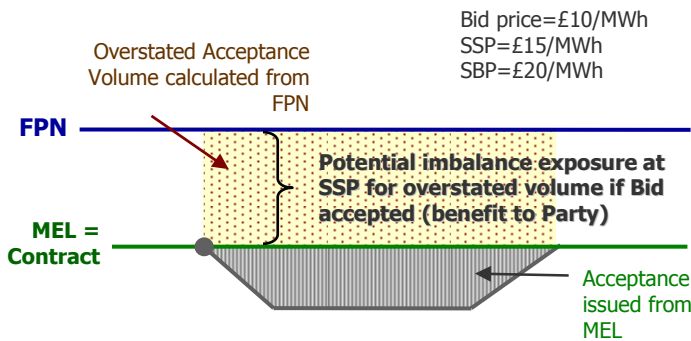 Bid price=£10/MWh
SSP=£15/MWh
SBP=£20/MWh
Overstated Acceptance
Volume calculated from
FPN
FPN
Potential imbalance exposure at
SSP for overstated volume if Bid
accepted (benefit to Party)
MEL =
Contract
Acceptance
issued from
MEL